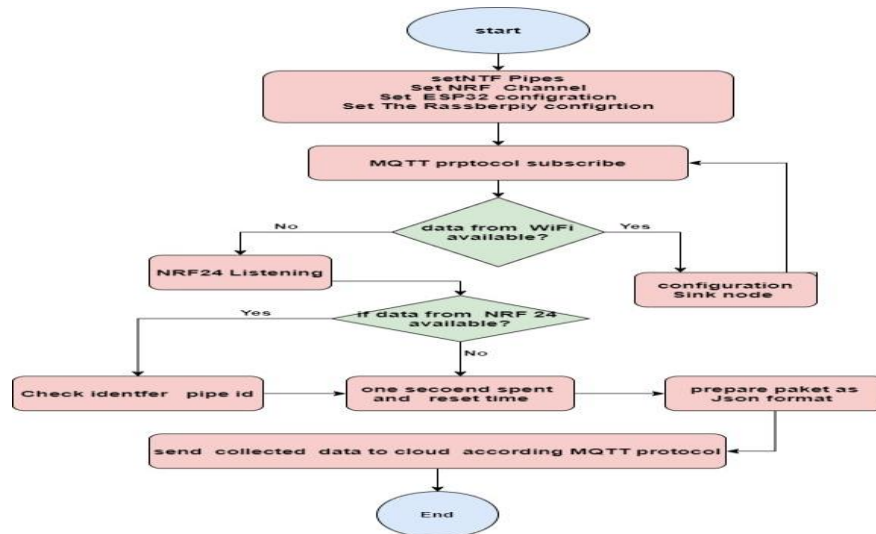 start
setNTF Pipes
Set NRF Channel
Set ESP32 configration
Set The Rassberpiy configrtion
MQTT prptocol subscribe
data from WiFi
available?
No
Yes
NRF24 Listening
configuration
Sink node
if data from NRF 24
available?
Yes
No
Check identfer pipe id
one secoend spent
and reset time
prepare paket as
Json format
send collected data to cloud according MQTT protocol
End